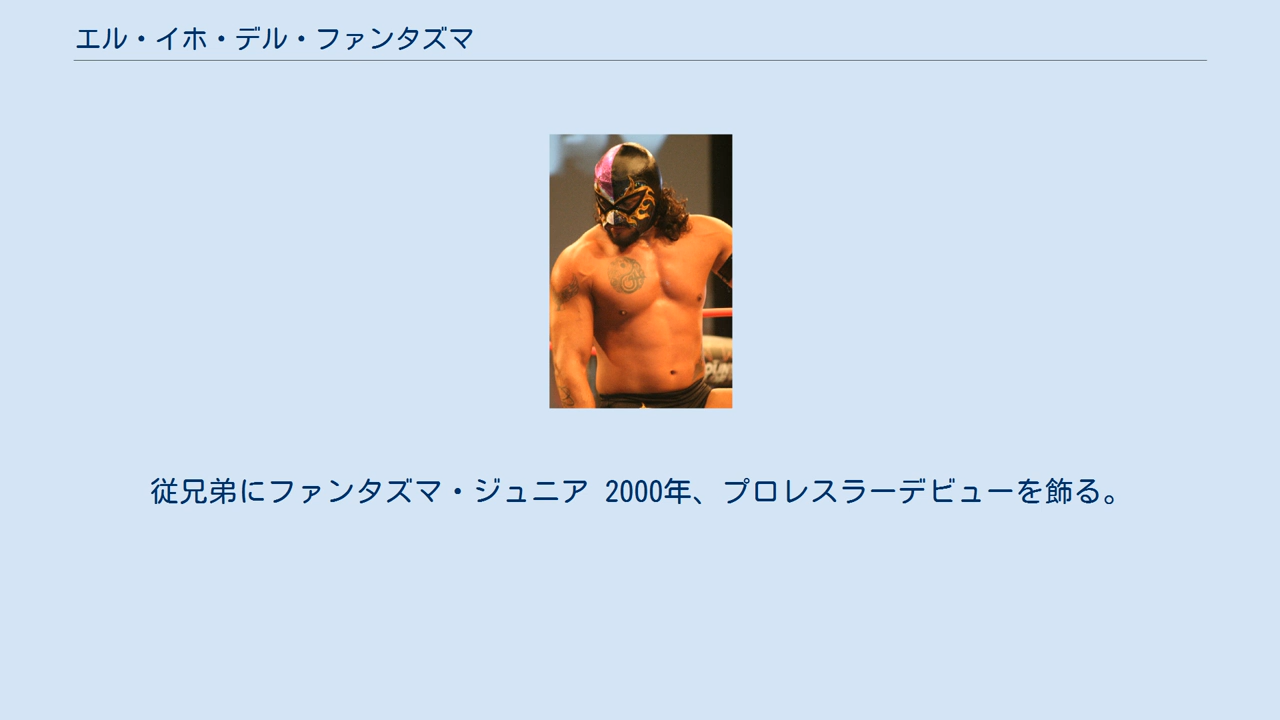 エル・イホ・デル・ファンタズマ
従兄弟にファンタズマ・ジュニア 2000年、プロレスラーデビューを飾る。